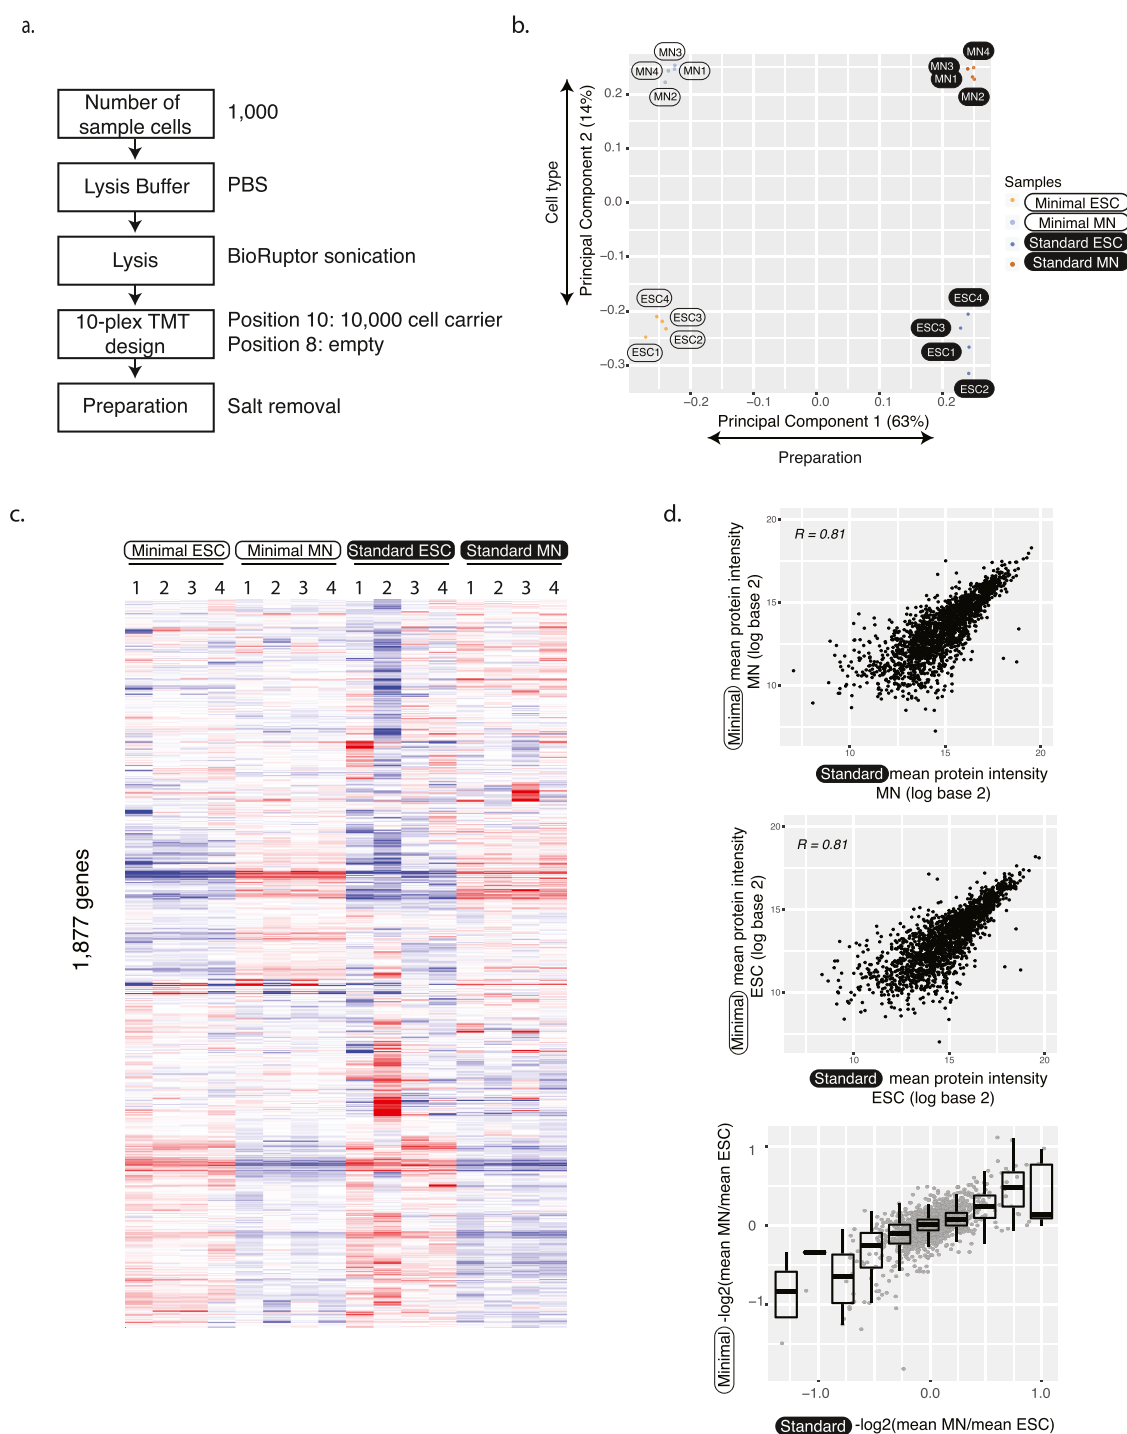 a.
Number of
sample cells
1,000
Lysis Buffer
PBS
Lysis
BioRuptor sonication
10-plex TMT
design
Position 10: 10,000 cell carrier
Position 8: empty
Preparation
Salt removal
b.
Cell type
Principal Component 2 (14%)
0.2
0.1
0.0
−0.1
−0.2
−0.3
MN3
MN4
MN1
MN2
MN4
MN3
MN1
MN2
ESC4
ESC3
ESC2
ESC1
ESC4
ESC3
ESC1
ESC2
−0.2
−0.1
0.0
0.1
0.2
Principal Component 1 (63%)
Preparation
Samples
Minimal ESC
Minimal MN
Standard ESC
Standard MN
c.
Minimal ESC
Minimal MN
Standard ESC
Standard MN
1 2 3 4 1 2 3 4 1 2 3 4 1 2 3 4
1,877 genes
d.
R = 0.81
20
15
10
10
15
20
Minimal mean protein intensity
MN (log base 2)
Standard mean protein intensity
MN (log base 2)
R = 0.81
20
15
10
10
15
20
Minimal mean protein intensity
ESC (log base 2)
Standard mean protein intensity
ESC (log base 2)
1
0
−1
−1.0
0.0
1.0
Minimal -log2(mean MN/mean ESC)
Standard -log2(mean MN/mean ESC)